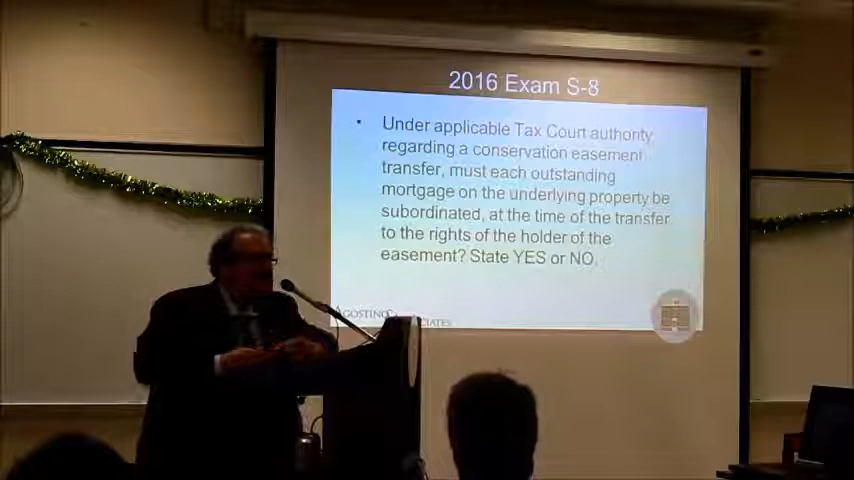 2016 Exam S-8
• Under applicable Tax Court authority
regarding a conservation easement
transfer, must each outstanding
mortgage on the underlying property be
subordinated, at the time of the transfer
to the rights of the holder of the
easement? State YES or NO.